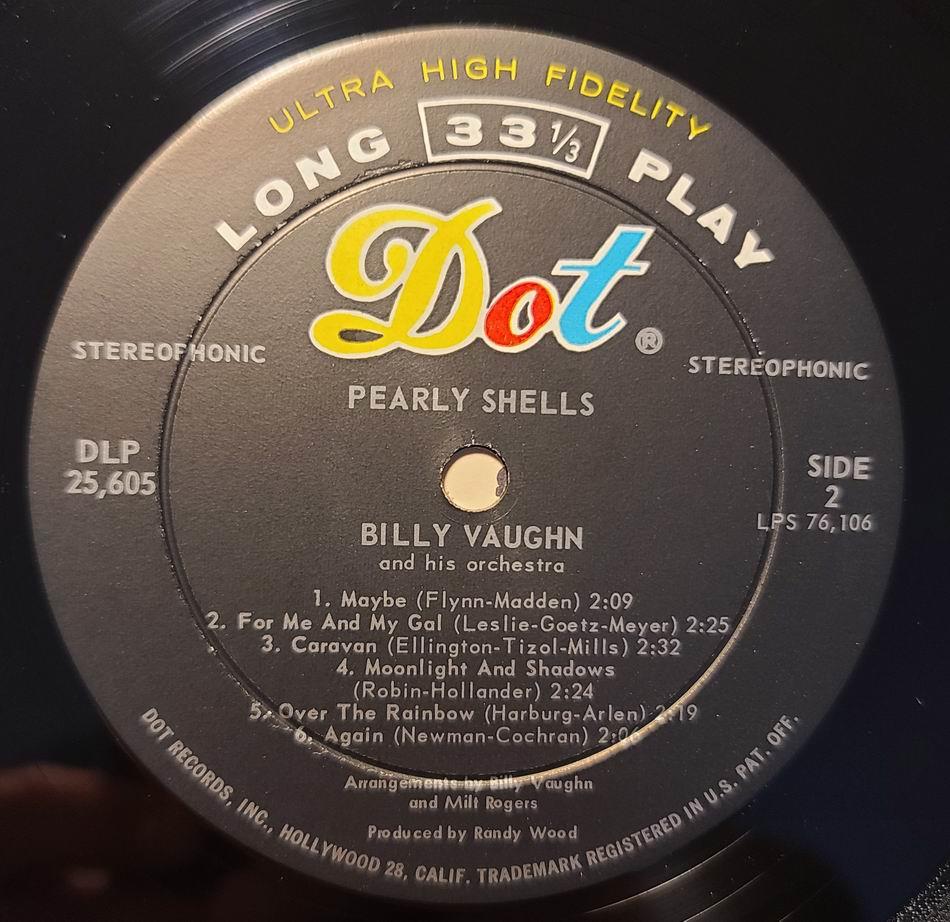 ULTRA HIGH FIDELITY
LONG 33 1/3 PLAY
Dot ®
STEREOPHONIC
STEREOPHONIC
PEARLY SHELLS
DLP
25,605
SIDE
2
LPS 76,106
BILLY VAUGHN
and his orchestra
1. Maybe (Flynn-Madden) 2:09
2. For Me And My Gal (Leslie-Goetz-Meyer) 2:25
3. Caravan (Ellington-Tizol-Mills) 2:32
4. Moonlight And Shadows
(Robin-Hollander) 2:24
5. Over The Rainbow (Harburg-Arlen) 2:19
6. Again (Newman-Cochran) 2:06
Arrangements by Billy Vaughn
and Milt Rogers
Produced by Randy Wood
DOT RECORDS, INC., HOLLYWOOD 28, CALIF. TRADEMARK REGISTERED IN U.S. PAT. OFF.